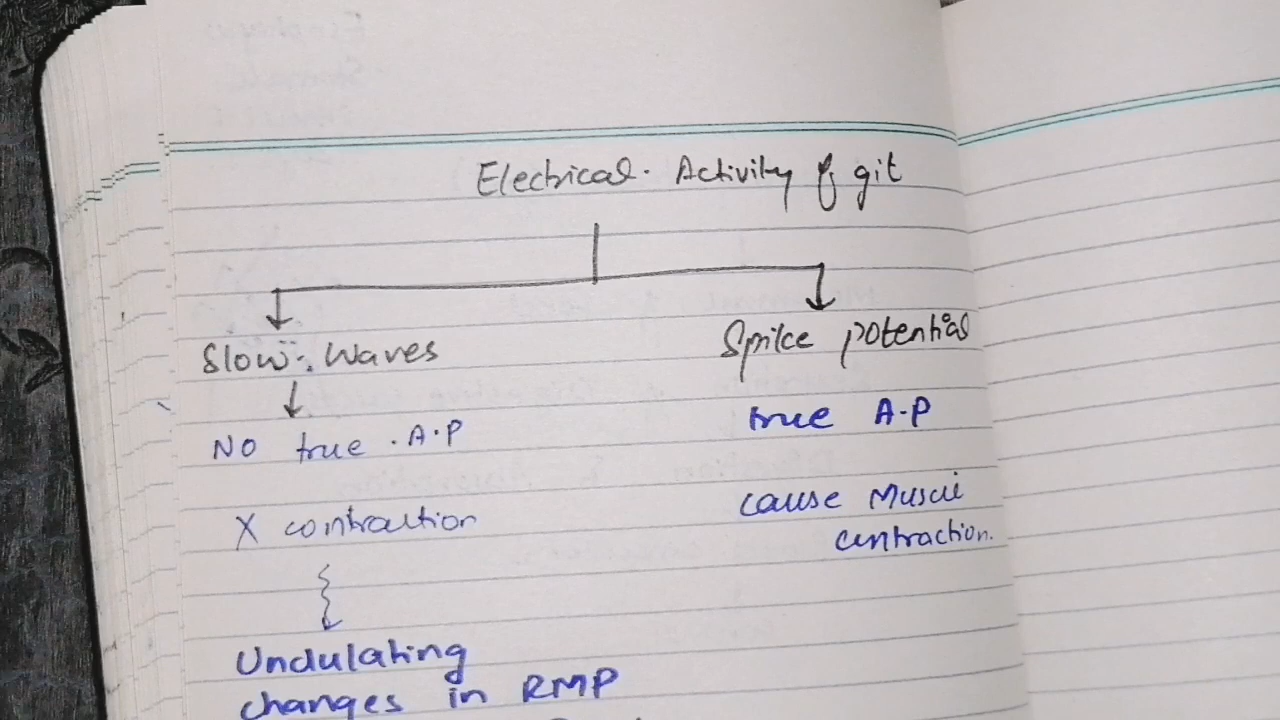 Electrical. Activity of git
Slow. Waves
Spike potential
NO true . A.P
true A.P
X contraction
cause Muscle
contraction.
Undulating
changes in RMP